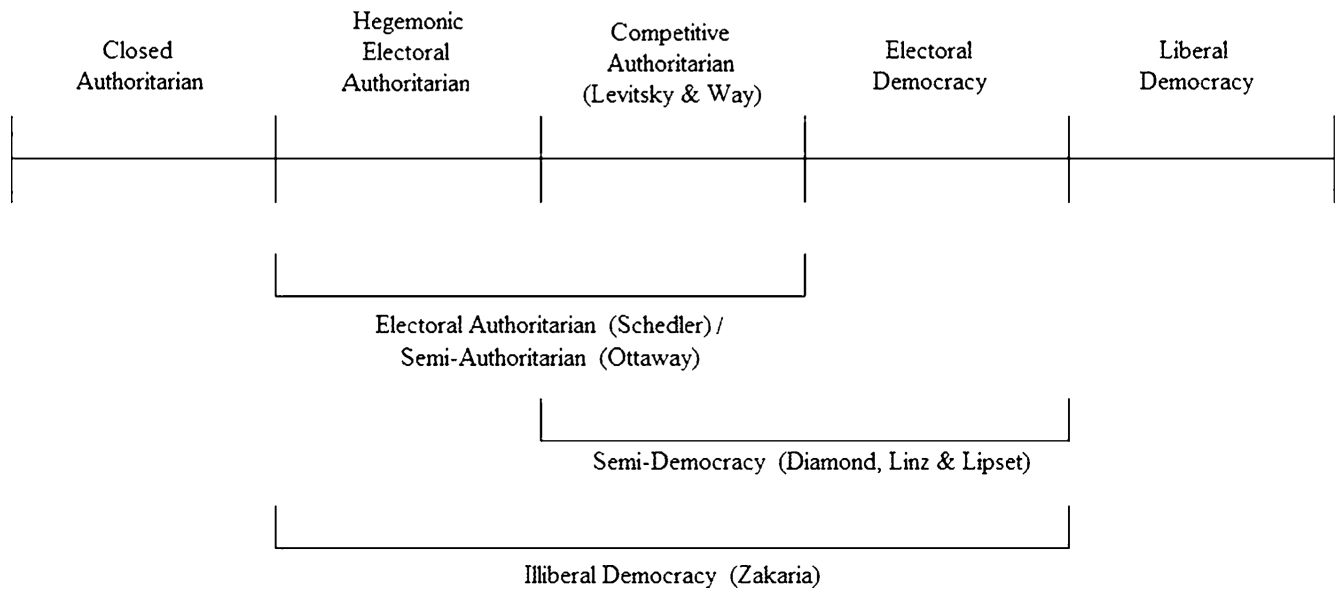 Closed
Authoritarian
Hegemonic
Electoral
Authoritarian
Competitive
Authoritarian
(Levitsky & Way)
Electoral
Democracy
Liberal
Democracy
Electoral Authoritarian (Schedler) /
Semi-Authoritarian (Ottaway)
Semi-Democracy (Diamond, Linz & Lipset)
Illiberal Democracy (Zakaria)